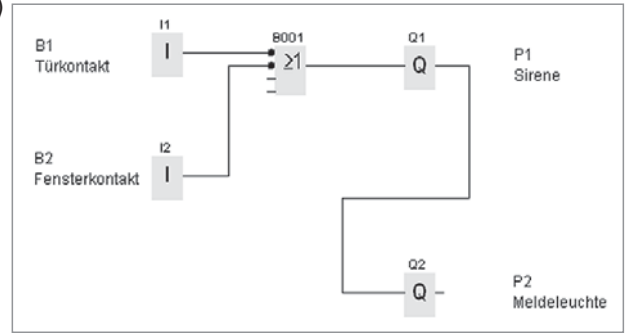 )
B1
Türkontakt
I1
I
B001
≥1
Q1
Q
P1
Sirene
B2
Fensterkontakt
I2
I
Q2
Q
P2
Meldeleuchte